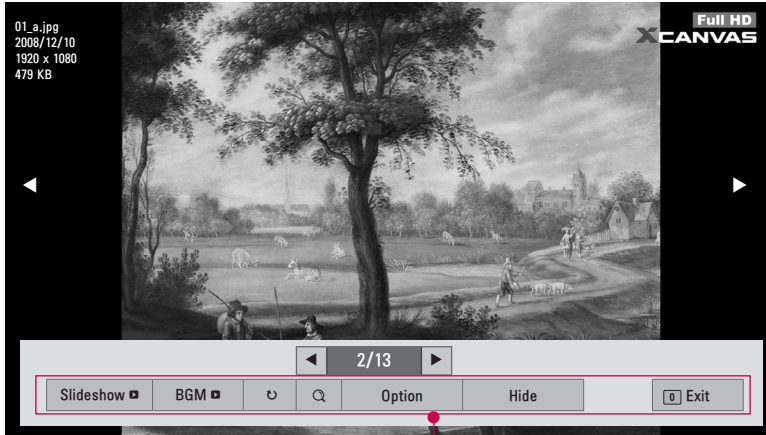 01_a.jpg
2008/12/10
1920 x 1080
479 KB
Full HD
XCANVAS
2/13
Slideshow BGM Option Hide 0 Exit